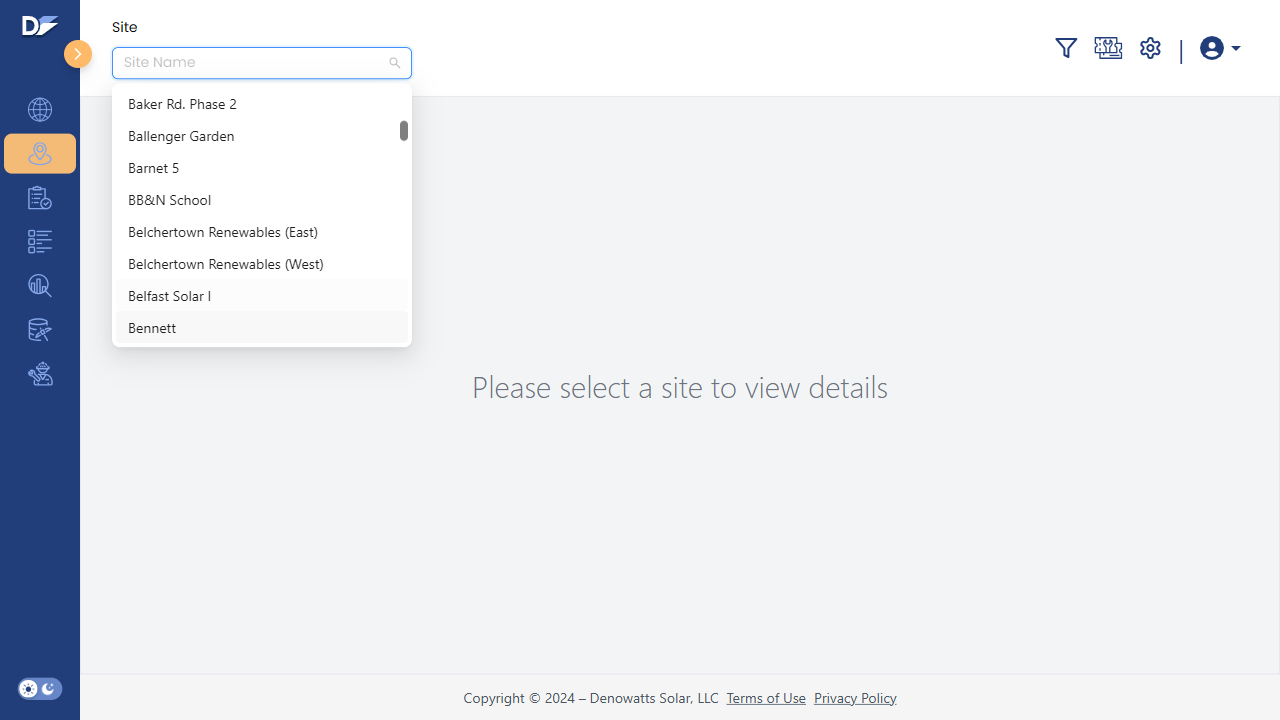 Site
Site Name
Baker Rd. Phase 2
Ballenger Garden
Barnet 5
BB&N School
Belchertown Renewables (East)
Belchertown Renewables (West)
Belfast Solar I
Bennett
Please select a site to view details
Copyright © 2024 – Denowatts Solar, LLC Terms of Use Privacy Policy